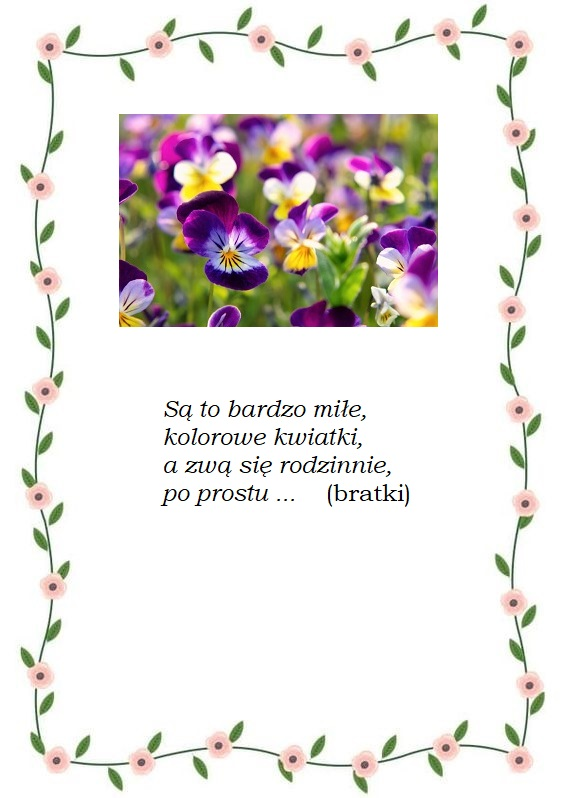 Są to bardzo miłe,
kolorowe kwiatki,
a zwą się rodzinnie,
po prostu ... (bratki)